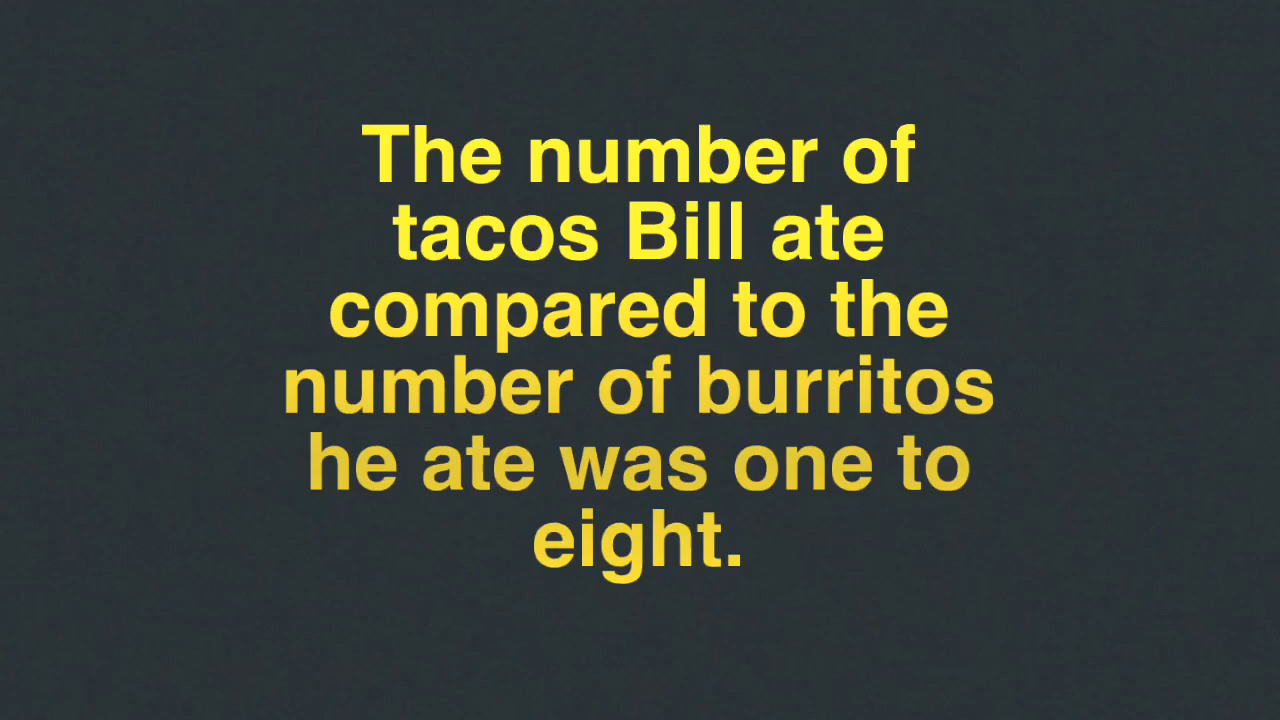 The number of
tacos Bill ate
compared to the
number of burritos
he ate was one to
eight.